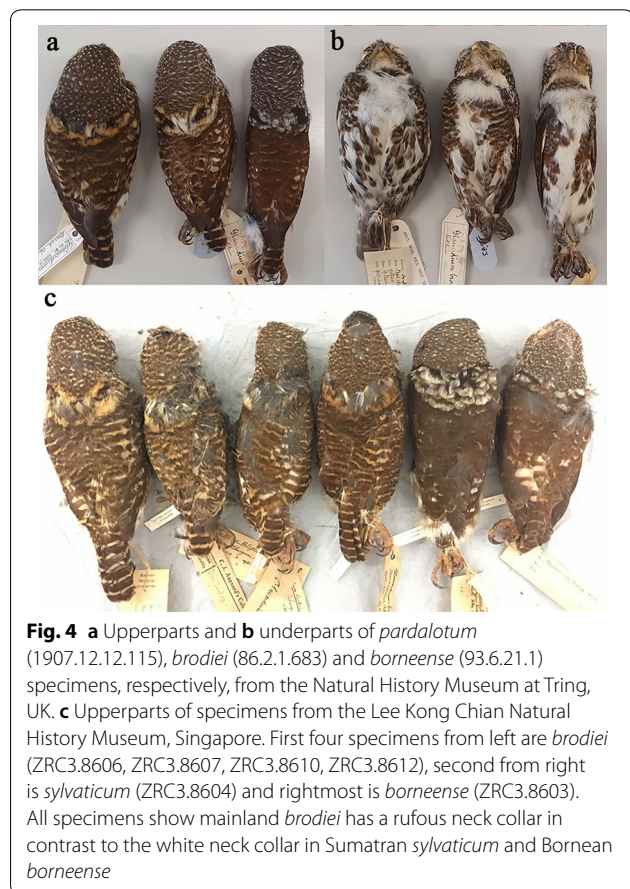 a
b
c
Fig. 4 a Upperparts and b underparts of pardalotum
(1907.12.12.115), brodiei (86.2.1.683) and borneense (93.6.21.1)
specimens, respectively, from the Natural History Museum at Tring,
UK. c Upperparts of specimens from the Lee Kong Chian Natural
History Museum, Singapore. First four specimens from left are brodiei
(ZRC3.8606, ZRC3.8607, ZRC3.8610, ZRC3.8612), second from right
is sylvaticum (ZRC3.8604) and rightmost is borneense (ZRC3.8603).
All specimens show mainland brodiei has a rufous neck collar in
contrast to the white neck collar in Sumatran sylvaticum and Bornean
borneense